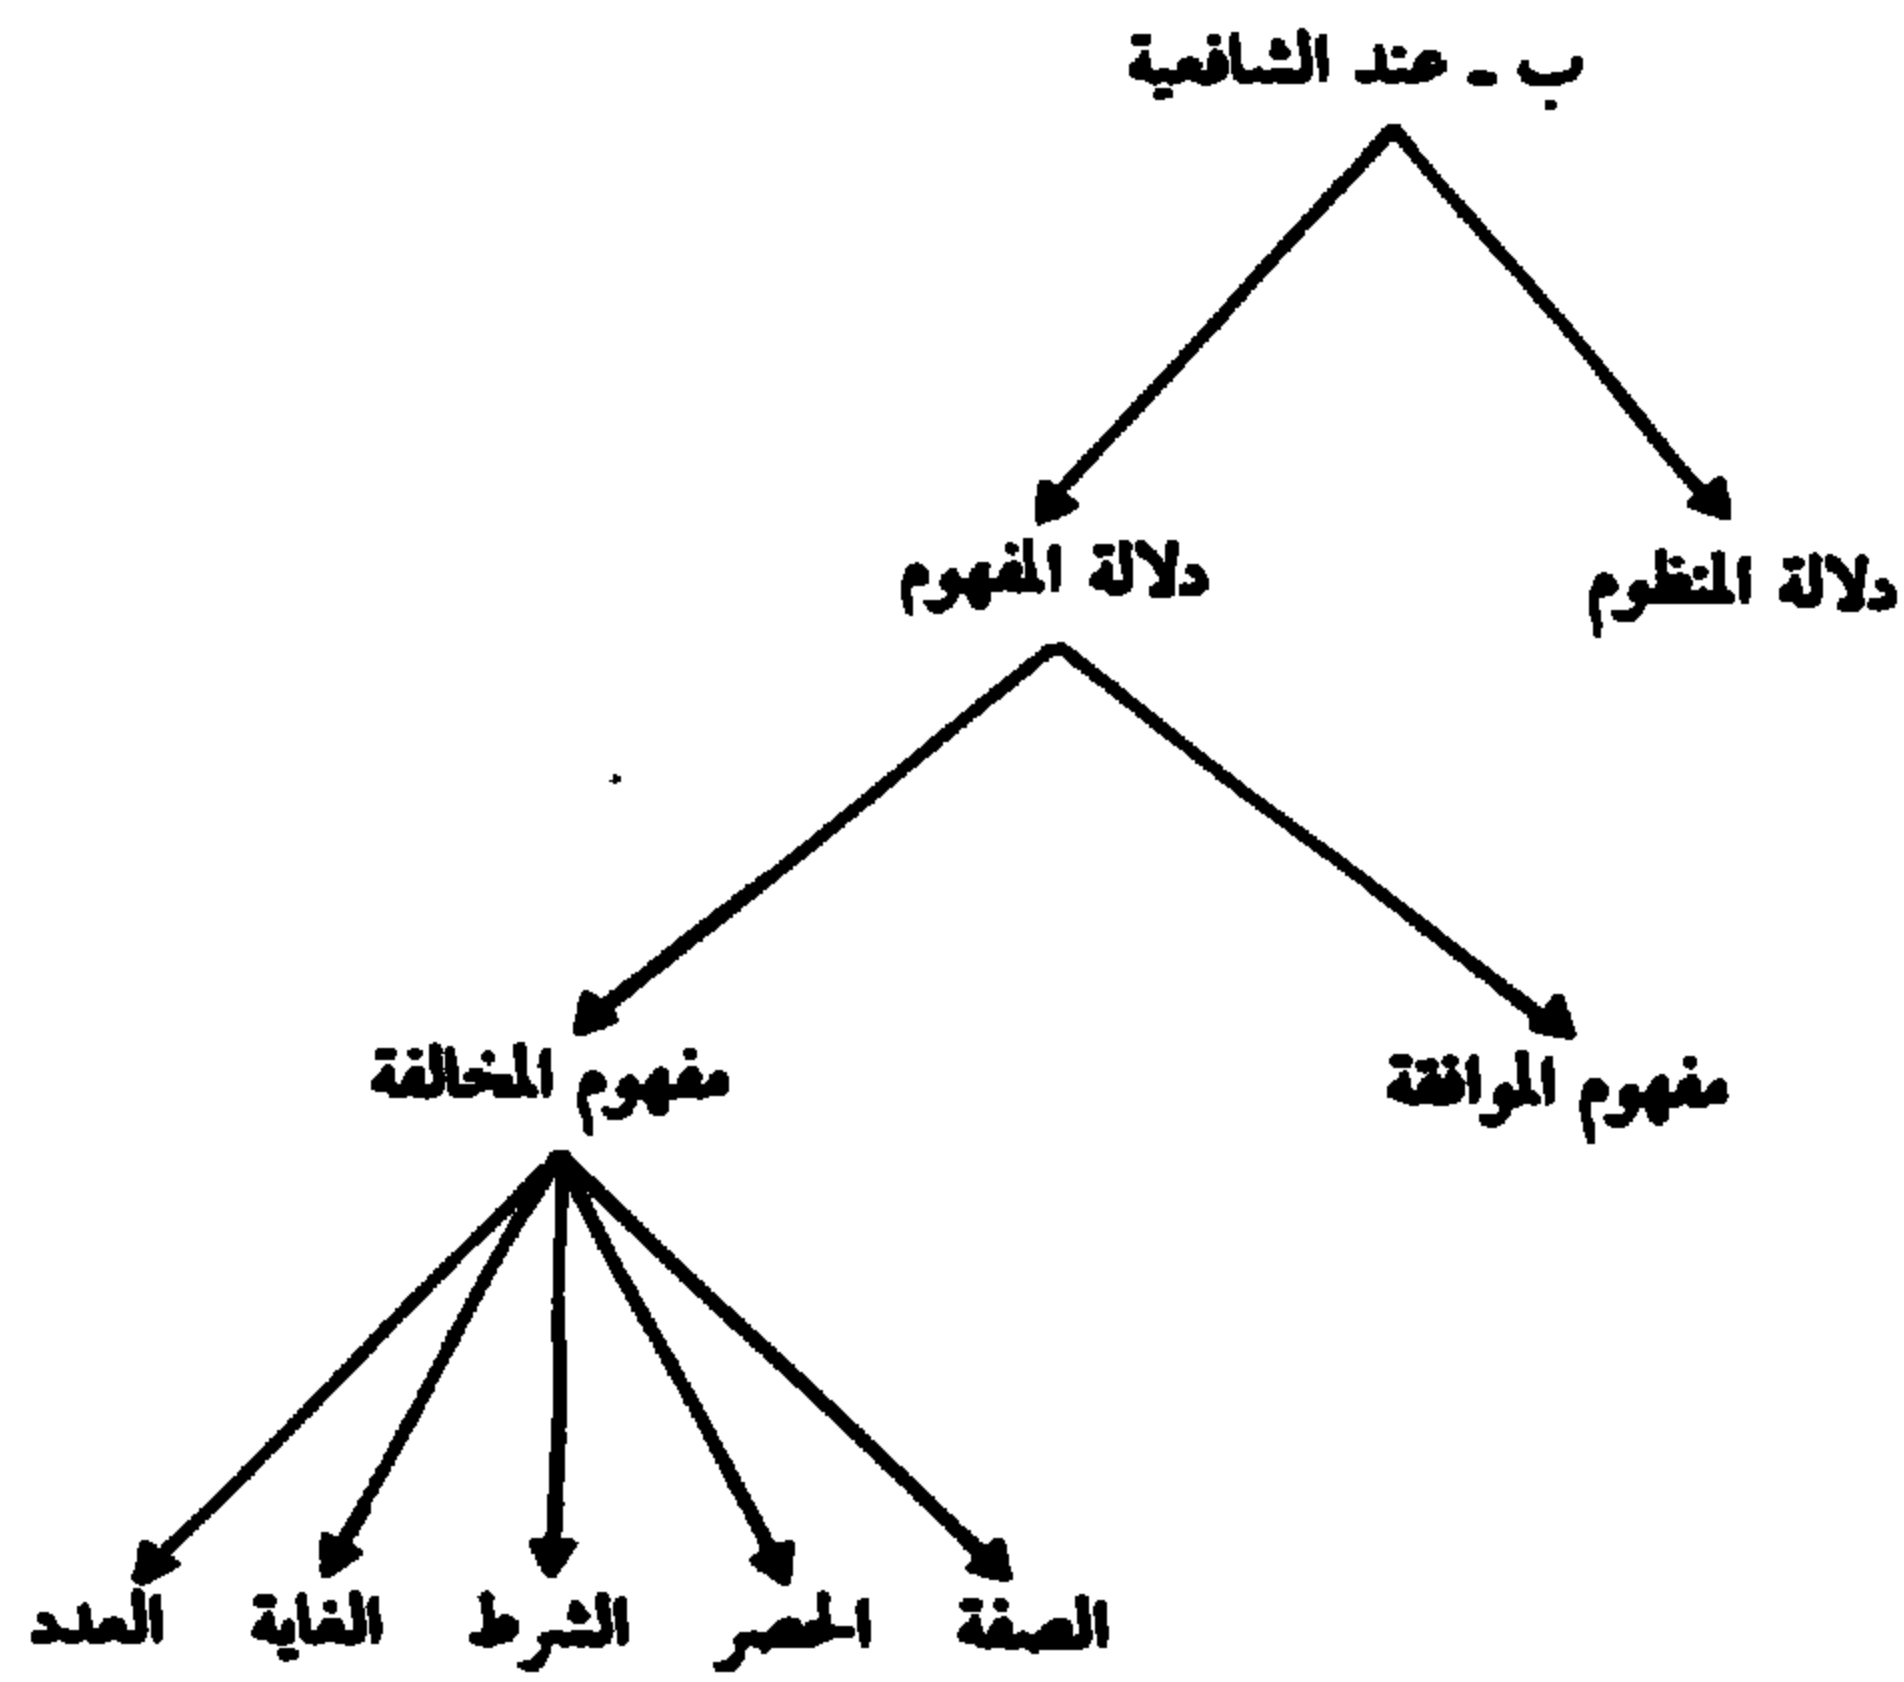 ب - عند الشافعية
دلالة المنظوم
دلالة المفهوم
مفهوم الموافقة
مفهوم المخالفة
الصفة
الحصر
الشرط
الغاية
العدد